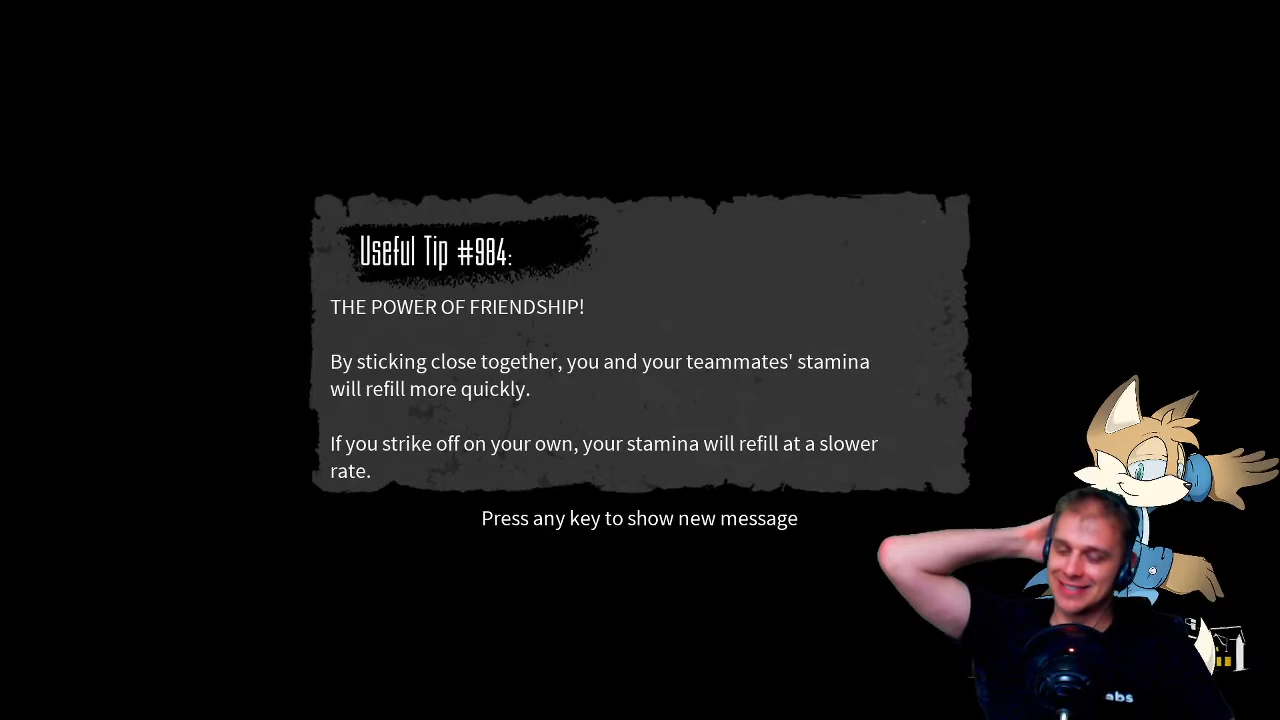 Useful Tip #984:
THE POWER OF FRIENDSHIP!
By sticking close together, you and your teammates' stamina
will refill more quickly.
If you strike off on your own, your stamina will refill at a slower
rate.
Press any key to show new message
abs